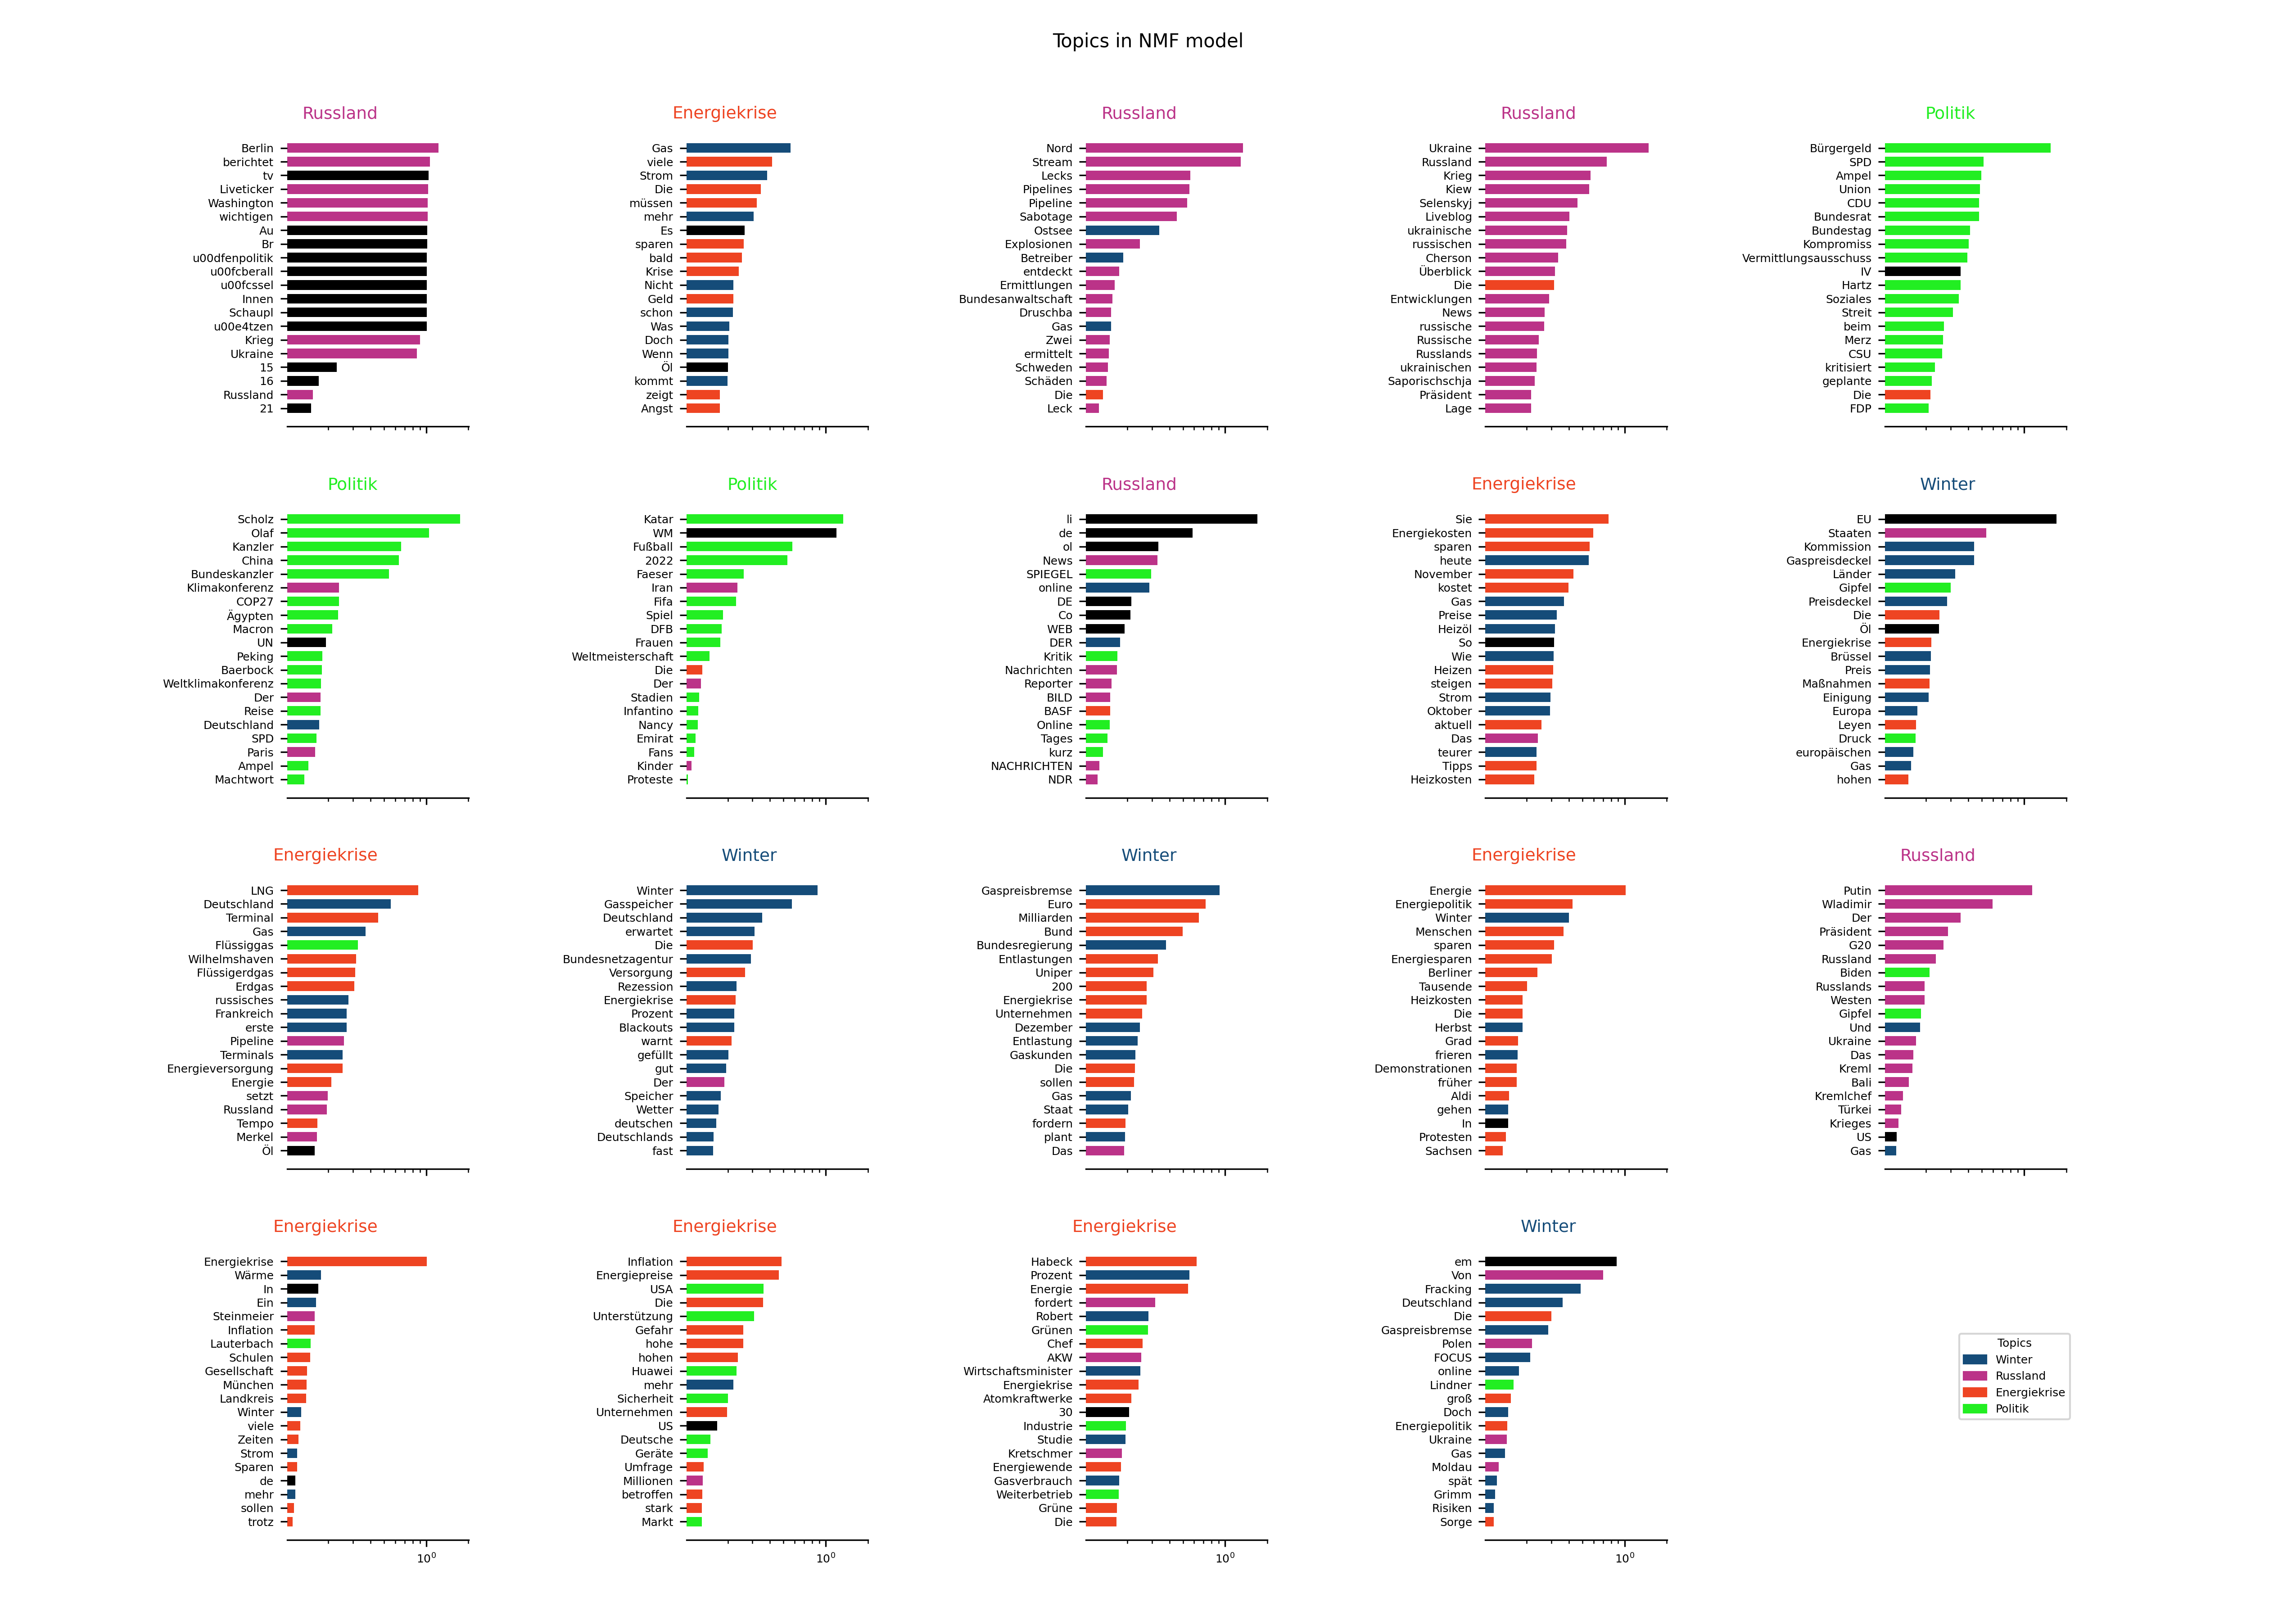 Topics in NMF model
Russland
Berlin
berichtet
tv
Liveticker
Washington
wichtigen
Au
Br
u00dfenpolitik
u00fcberall
u00fcssel
Innen
Schaupl
u00e4tzen
Krieg
Ukraine
15
16
Russland
21
Energiekrise
Gas
viele
Strom
Die
müssen
mehr
Es
sparen
bald
Krise
Nicht
Geld
schon
Was
Doch
Wenn
Öl
kommt
zeigt
Angst
Russland
Nord
Stream
Lecks
Pipelines
Pipeline
Sabotage
Ostsee
Explosionen
Betreiber
entdeckt
Ermittlungen
Bundesanwaltschaft
Druschba
Gas
Zwei
ermittelt
Schweden
Schäden
Die
Leck
Russland
Ukraine
Russland
Krieg
Kiew
Selenskyj
Liveblog
ukrainische
russischen
Cherson
Überblick
Die
Entwicklungen
News
russische
Russische
Russlands
ukrainischen
Saporischschja
Präsident
Lage
Politik
Bürgergeld
SPD
Ampel
Union
CDU
Bundesrat
Bundestag
Kompromiss
Vermittlungsausschuss
IV
Hartz
Soziales
Streit
beim
Merz
CSU
kritisiert
geplante
Die
FDP
Politik
Scholz
Olaf
Kanzler
China
Bundeskanzler
Klimakonferenz
COP27
Ägypten
Macron
UN
Peking
Baerbock
Weltklimakonferenz
Der
Reise
Deutschland
SPD
Paris
Ampel
Machtwort
Politik
Katar
WM
Fußball
2022
Faeser
Iran
Fifa
Spiel
DFB
Frauen
Weltmeisterschaft
Die
Der
Stadien
Infantino
Nancy
Emirat
Fans
Kinder
Proteste
Russland
li
de
ol
News
SPIEGEL
online
DE
Co
WEB
DER
Kritik
Nachrichten
Reporter
BILD
BASF
Online
Tages
kurz
NACHRICHTEN
NDR
Energiekrise
Sie
Energiekosten
sparen
heute
November
kostet
Gas
Preise
Heizöl
So
Wie
Heizen
steigen
Strom
Oktober
aktuell
Das
teurer
Tipps
Heizkosten
Winter
EU
Staaten
Kommission
Gaspreisdeckel
Länder
Gipfel
Preisdeckel
Die
Öl
Energiekrise
Brüssel
Preis
Maßnahmen
Einigung
Europa
Leyen
Druck
europäischen
Gas
hohen
Energiekrise
LNG
Deutschland
Terminal
Gas
Flüssiggas
Wilhelmshaven
Flüssigerdgas
Erdgas
russisches
Frankreich
erste
Pipeline
Terminals
Energieversorgung
Energie
setzt
Russland
Tempo
Merkel
Öl
Winter
Winter
Gasspeicher
Deutschland
erwartet
Die
Bundesnetzagentur
Versorgung
Rezession
Energiekrise
Prozent
Blackouts
warnt
gefüllt
gut
Der
Speicher
Wetter
deutschen
Deutschlands
fast
Winter
Gaspreisbremse
Euro
Milliarden
Bund
Bundesregierung
Entlastungen
Uniper
200
Energiekrise
Unternehmen
Dezember
Entlastung
Gaskunden
Die
sollen
Gas
Staat
fordern
plant
Das
Energiekrise
Energie
Energiepolitik
Winter
Menschen
sparen
Energiesparen
Berliner
Tausende
Heizkosten
Die
Herbst
Grad
frieren
Demonstrationen
früher
Aldi
gehen
In
Protesten
Sachsen
Russland
Putin
Wladimir
Der
Präsident
G20
Russland
Biden
Russlands
Westen
Gipfel
Und
Ukraine
Das
Kreml
Bali
Kremlchef
Türkei
Krieges
US
Gas
Energiekrise
Energiekrise
Wärme
In
Ein
Steinmeier
Inflation
Lauterbach
Schulen
Gesellschaft
München
Landkreis
Winter
viele
Zeiten
Strom
Sparen
de
mehr
sollen
trotz
10⁰
Energiekrise
Inflation
Energiepreise
USA
Die
Unterstützung
Gefahr
hohe
hohen
Huawei
mehr
Sicherheit
Unternehmen
US
Deutsche
Geräte
Umfrage
Millionen
betroffen
stark
Markt
10⁰
Energiekrise
Habeck
Prozent
Energie
fordert
Robert
Grünen
Chef
AKW
Wirtschaftsminister
Energiekrise
Atomkraftwerke
30
Industrie
Studie
Kretschmer
Energiewende
Gasverbrauch
Weiterbetrieb
Grüne
Die
10⁰
Winter
em
Von
Fracking
Deutschland
Die
Gaspreisbremse
Polen
FOCUS
online
Lindner
groß
Doch
Energiepolitik
Ukraine
Gas
Moldau
spät
Grimm
Risiken
Sorge
10⁰
Topics
Winter
Russland
Energiekrise
Politik